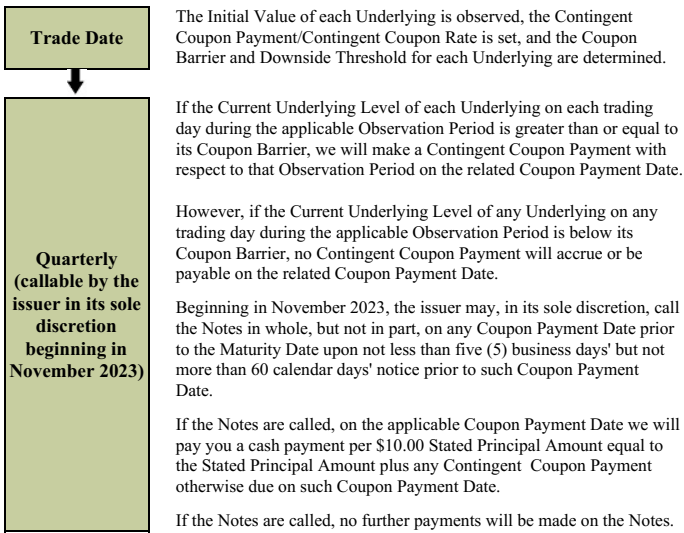 Trade Date
The Initial Value of each Underlying is observed, the Contingent
Coupon Payment/Contingent Coupon Rate is set, and the Coupon
Barrier and Downside Threshold for each Underlying are determined.
Quarterly
(callable by the
issuer in its sole
discretion
beginning in
November 2023)
If the Current Underlying Level of each Underlying on each trading
day during the applicable Observation Period is greater than or equal to
its Coupon Barrier, we will make a Contingent Coupon Payment with
respect to that Observation Period on the related Coupon Payment Date.
However, if the Current Underlying Level of any Underlying on any
trading day during the applicable Observation Period is below its
Coupon Barrier, no Contingent Coupon Payment will accrue or be
payable on the related Coupon Payment Date.
Beginning in November 2023, the issuer may, in its sole discretion, call
the Notes in whole, but not in part, on any Coupon Payment Date prior
to the Maturity Date upon not less than five (5) business days' but not
more than 60 calendar days' notice prior to such Coupon Payment
Date.
If the Notes are called, on the applicable Coupon Payment Date we will
pay you a cash payment per $10.00 Stated Principal Amount equal to
the Stated Principal Amount plus any Contingent Coupon Payment
otherwise due on such Coupon Payment Date.
If the Notes are called, no further payments will be made on the Notes.